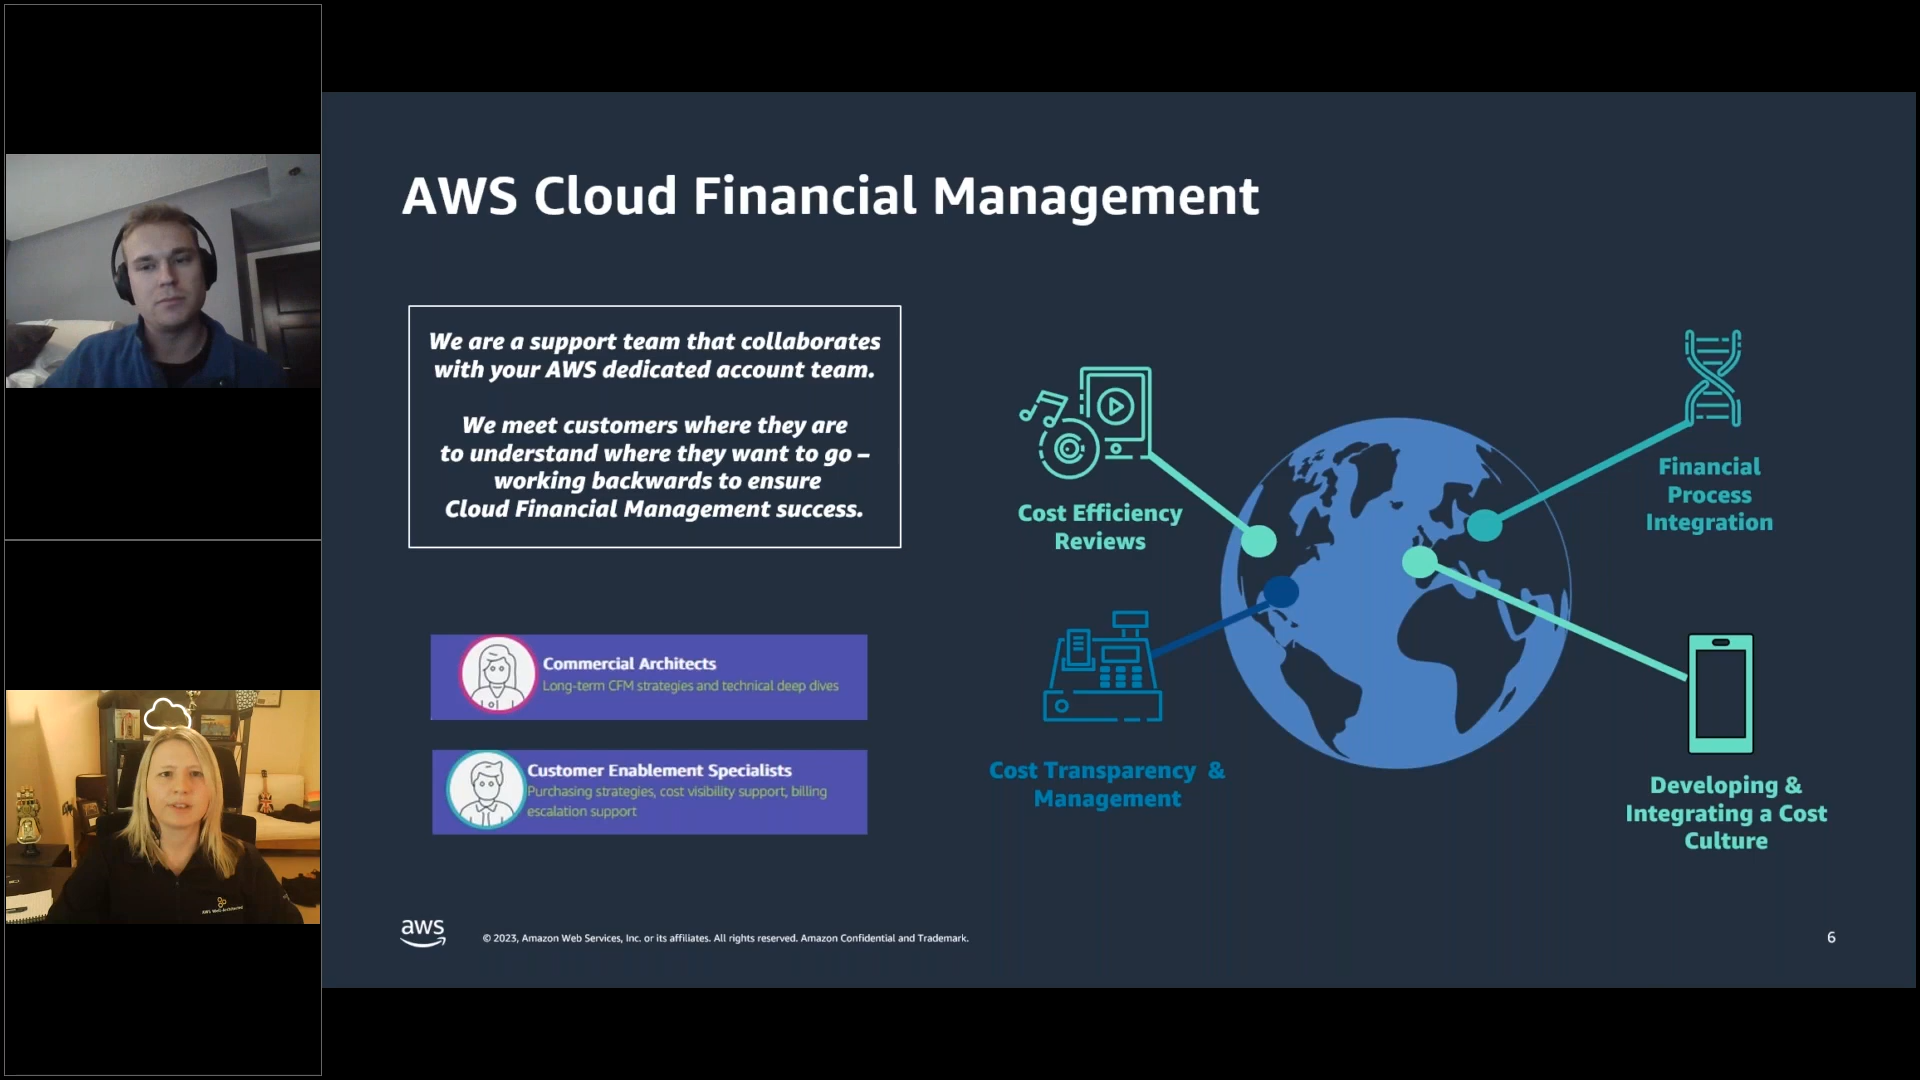 AWS Cloud Financial Management
We are a support team that collaborates
with your AWS dedicated account team.
We meet customers where they are
to understand where they want to go –
working backwards to ensure
Cloud Financial Management success.
Commercial Architects
Long-term CFM strategies and technical deep dives
Customer Enablement Specialists
Purchasing strategies, cost visibility support, billing
escalation support
Cost Efficiency
Reviews
Cost Transparency &
Management
Financial
Process
Integration
Developing &
Integrating a Cost
Culture
aws
© 2023, Amazon Web Services, Inc. or its affiliates. All rights reserved. Amazon Confidential and Trademark.
6
AWS Well-Architected